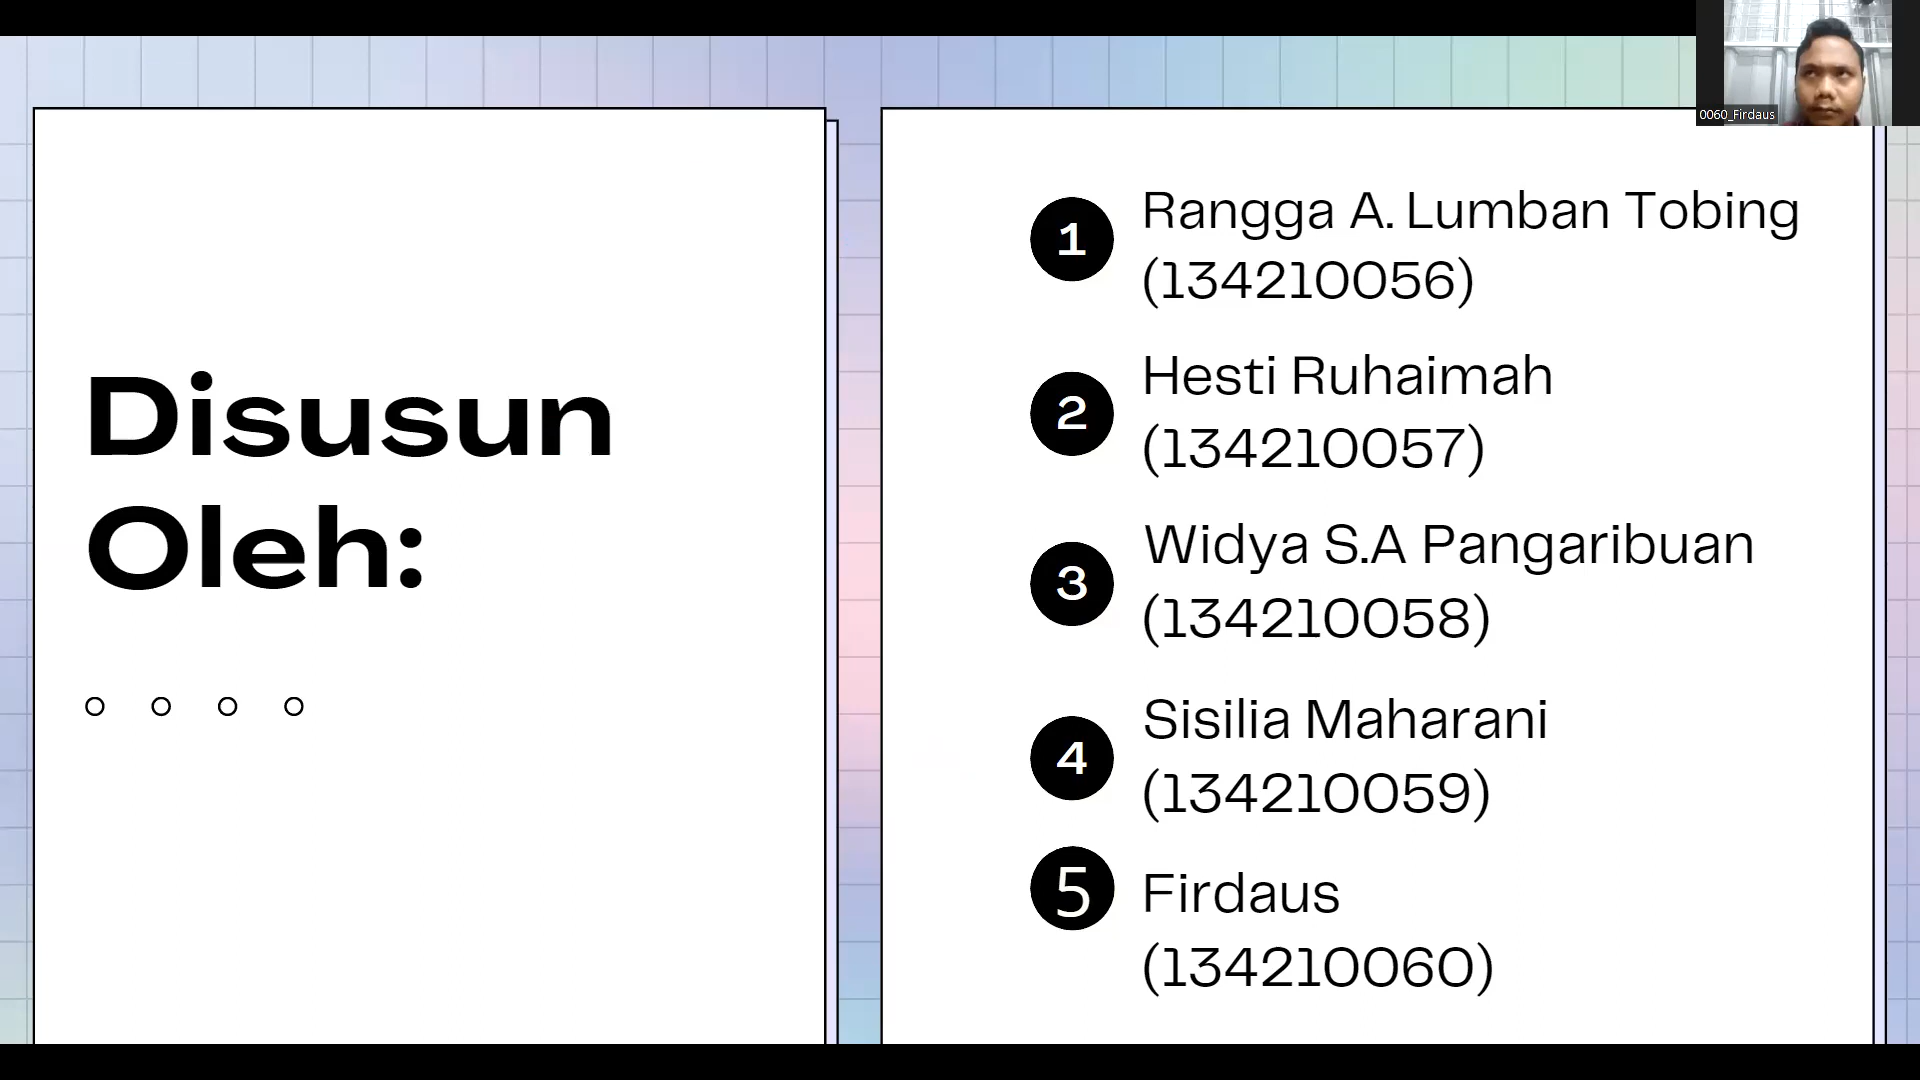 0060_Firdaus
Disusun
Oleh:
1
Rangga A. Lumban Tobing
(134210056)
2
Hesti Ruhaimah
(134210057)
3
Widya S.A Pangaribuan
(134210058)
4
Sisilia Maharani
(134210059)
5
Firdaus
(134210060)